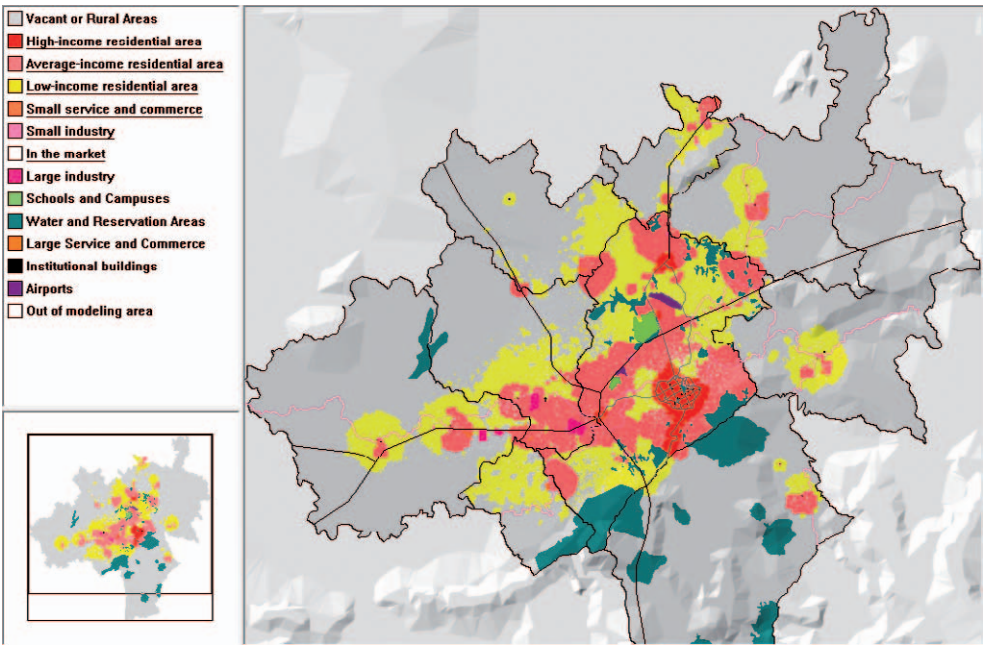 Vacant or Rural Areas
High-income residential area
Average-income residential area
Low-income residential area
Small service and commerce
Small industry
In the market
Large industry
Schools and Campuses
Water and Reservation Areas
Large Service and Commerce
Institutional buildings
Airports
Out of modeling area